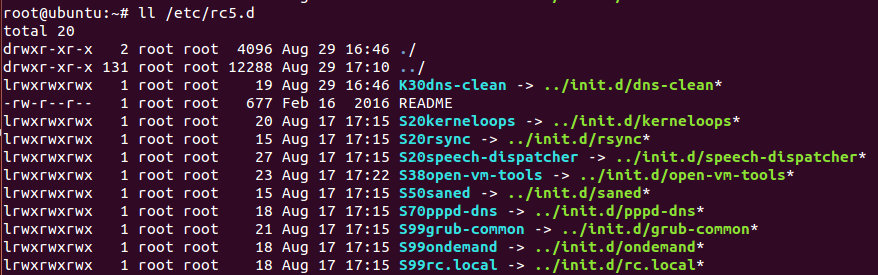 root@ubuntu:~# ll /etc/rc5.d
total 20
drwxr-xr-x   2 root root  4096 Aug 29 16:46 ./
drwxr-xr-x 131 root root 12288 Aug 29 17:10 ../
lrwxrwxrwx   1 root root    19 Aug 29 16:46 K30dns-clean -> ../init.d/dns-clean*
-rw-r--r--   1 root root   677 Feb 16  2016 README
lrwxrwxrwx   1 root root    20 Aug 17 17:15 S20kerneloops -> ../init.d/kerneloops*
lrwxrwxrwx   1 root root    15 Aug 17 17:15 S20rsync -> ../init.d/rsync*
lrwxrwxrwx   1 root root    27 Aug 17 17:15 S20speech-dispatcher -> ../init.d/speech-dispatcher*
lrwxrwxrwx   1 root root    23 Aug 17 17:22 S38open-vm-tools -> ../init.d/open-vm-tools*
lrwxrwxrwx   1 root root    15 Aug 17 17:15 S50saned -> ../init.d/saned*
lrwxrwxrwx   1 root root    18 Aug 17 17:15 S70pppd-dns -> ../init.d/pppd-dns*
lrwxrwxrwx   1 root root    21 Aug 17 17:15 S99grub-common -> ../init.d/grub-common*
lrwxrwxrwx   1 root root    18 Aug 17 17:15 S99ondemand -> ../init.d/ondemand*
lrwxrwxrwx   1 root root    18 Aug 17 17:15 S99rc.local -> ../init.d/rc.local*